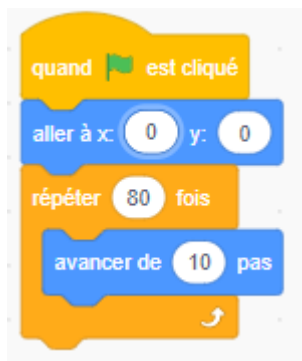 quand est cliqué
aller à x: 0 y: 0
répéter 80 fois
avancer de 10 pas